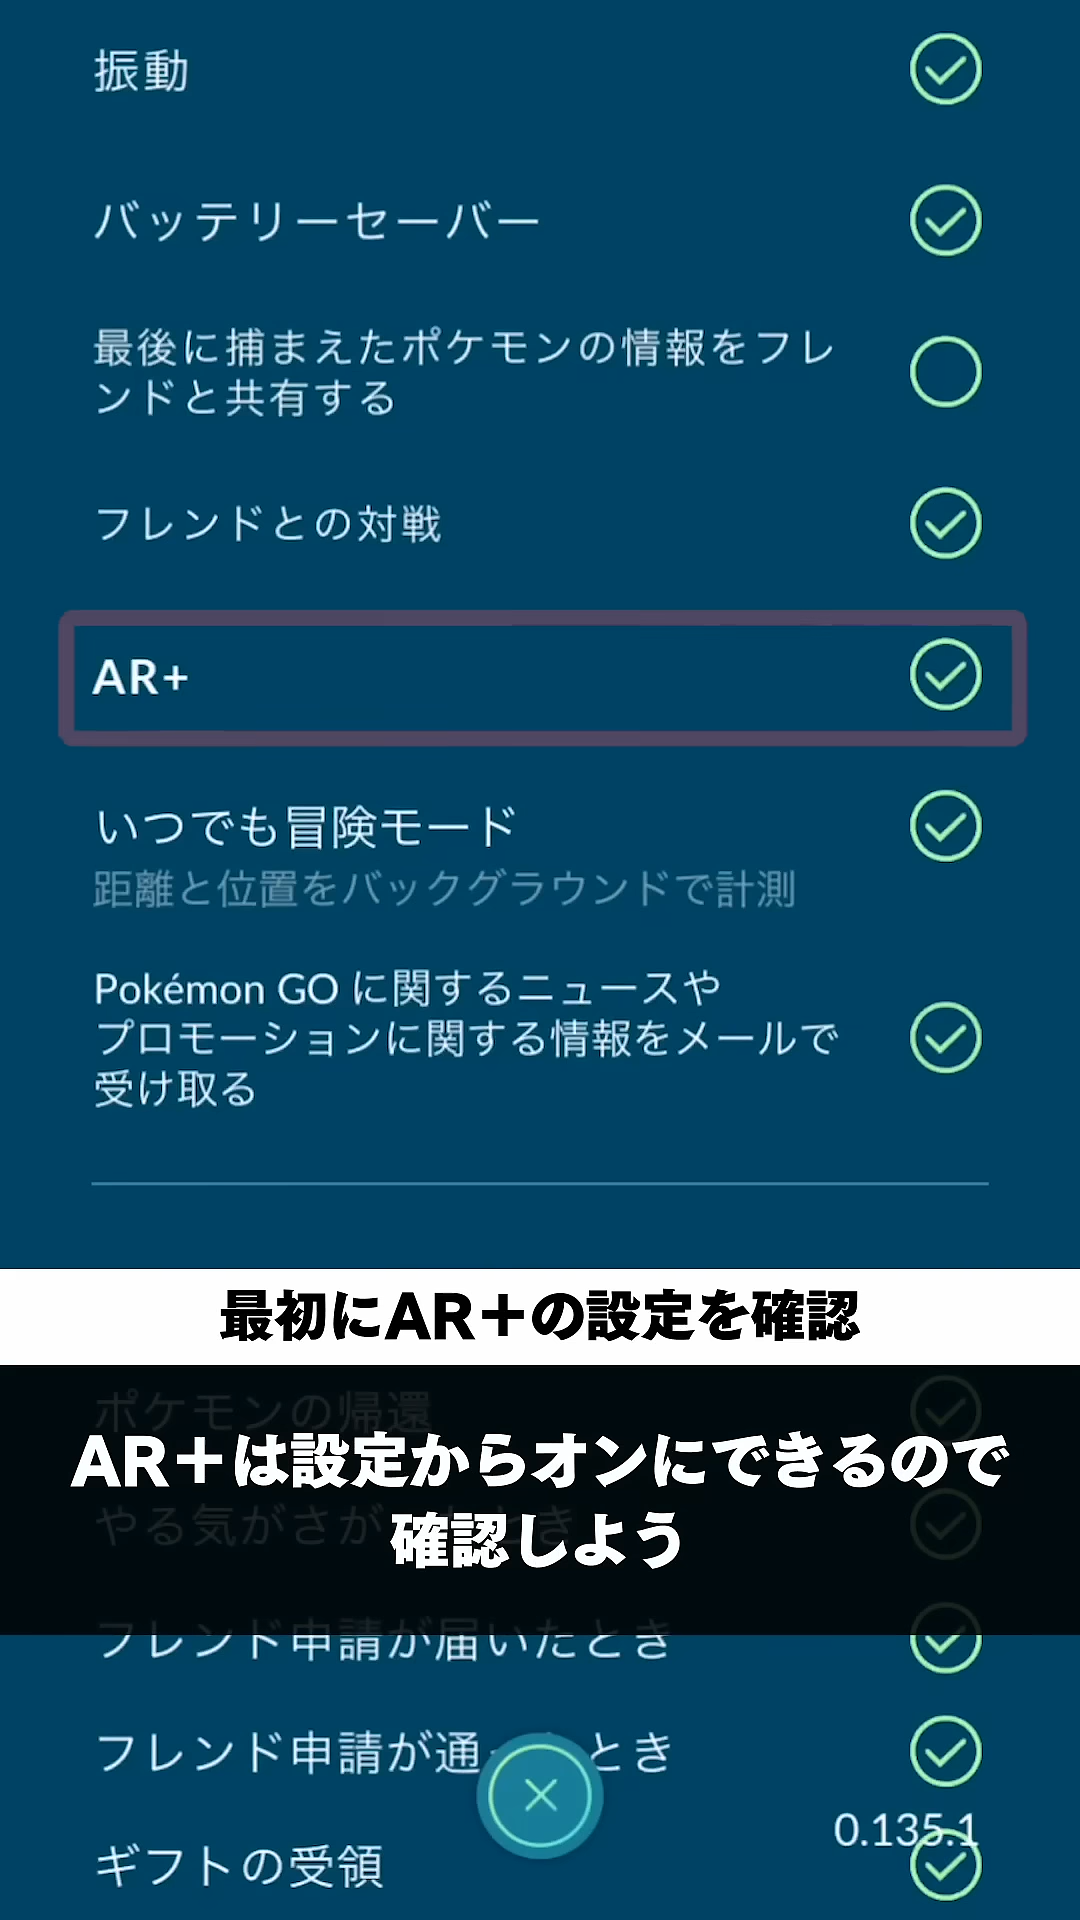 振動
バッテリーセーバー
最後に捕まえたポケモンの情報をフレ
ンドと共有する
フレンドとの対戦
AR+
いつでも冒険モード
距離と位置をバックグラウンドで計測
Pokémon GO に関するニュースや
プロモーションに関する情報をメールで
受け取る
最初にAR+の設定を確認
ポケモンの帰還
AR+は設定からオンにできるので
やる気がさが とき
確認しよう
フレンド申請が届いたとき
フレンド申請が通っ とき
0.135.1
ギフトの受領